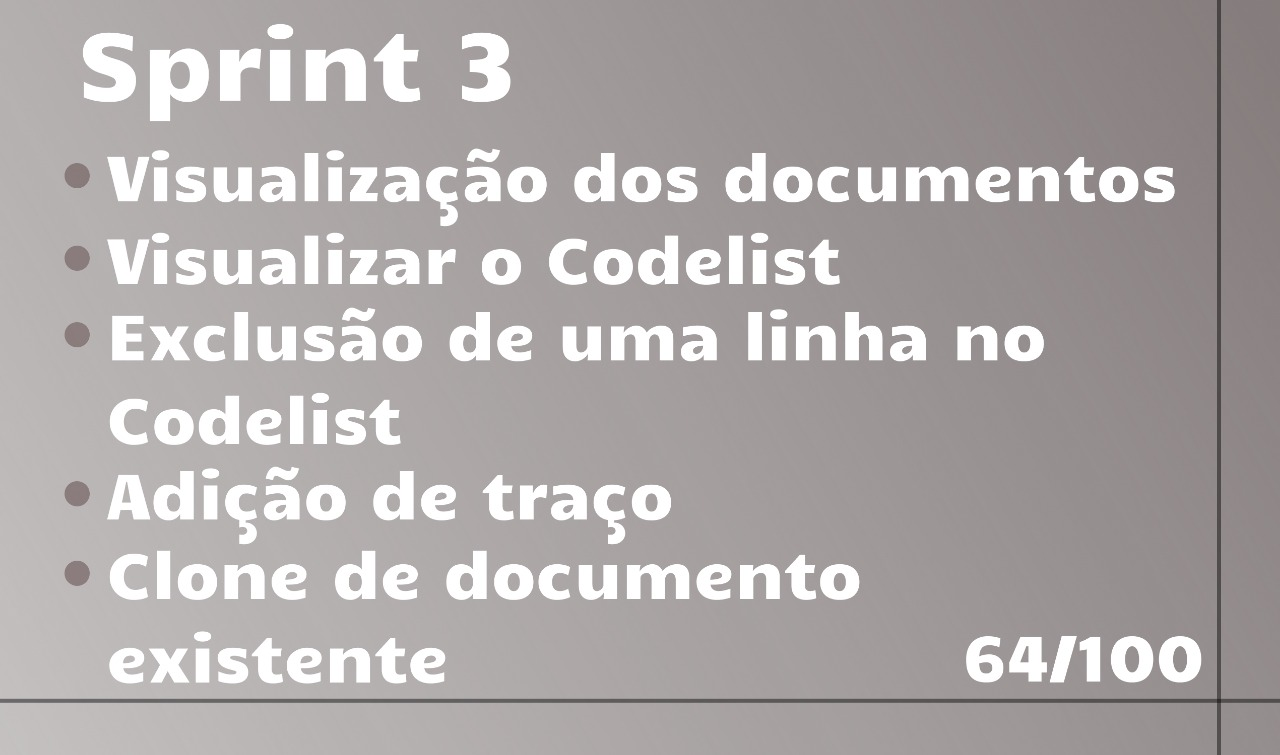 Sprint 3
• Visualização dos documentos
• Visualizar o Codelist
• Exclusão de uma linha no
Codelist
• Adição de traço
• Clone de documento
existente
64/100